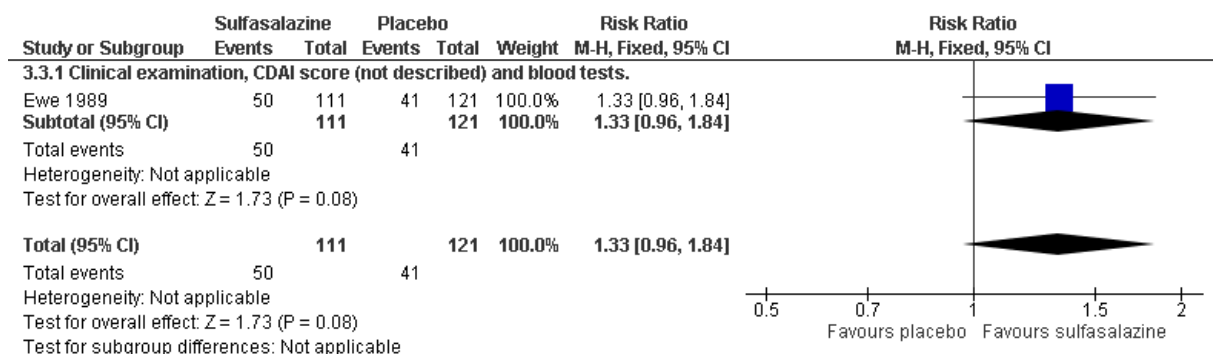 Sulfasalazine Placebo Risk Ratio Risk Ratio
Study or Subgroup Events Total Events Total Weight M-H, Fixed, 95% CI M-H, Fixed, 95% CI
3.3.1 Clinical examination, CDAI score (not described) and blood tests.
Ewe 1989 50 111 41 121 100.0% 1.33 [0.96, 1.84]
Subtotal (95% CI) 111 121 100.0% 1.33 [0.96, 1.84]
Total events 50 41
Heterogeneity: Not applicable
Test for overall effect: Z = 1.73 (P = 0.08)
Total (95% CI) 111 121 100.0% 1.33 [0.96, 1.84]
Total events 50 41
Heterogeneity: Not applicable
Test for overall effect: Z = 1.73 (P = 0.08)
Test for subgroup differences: Not applicable
0.5 0.7 1 1.5 2
Favours placebo Favours sulfasalazine